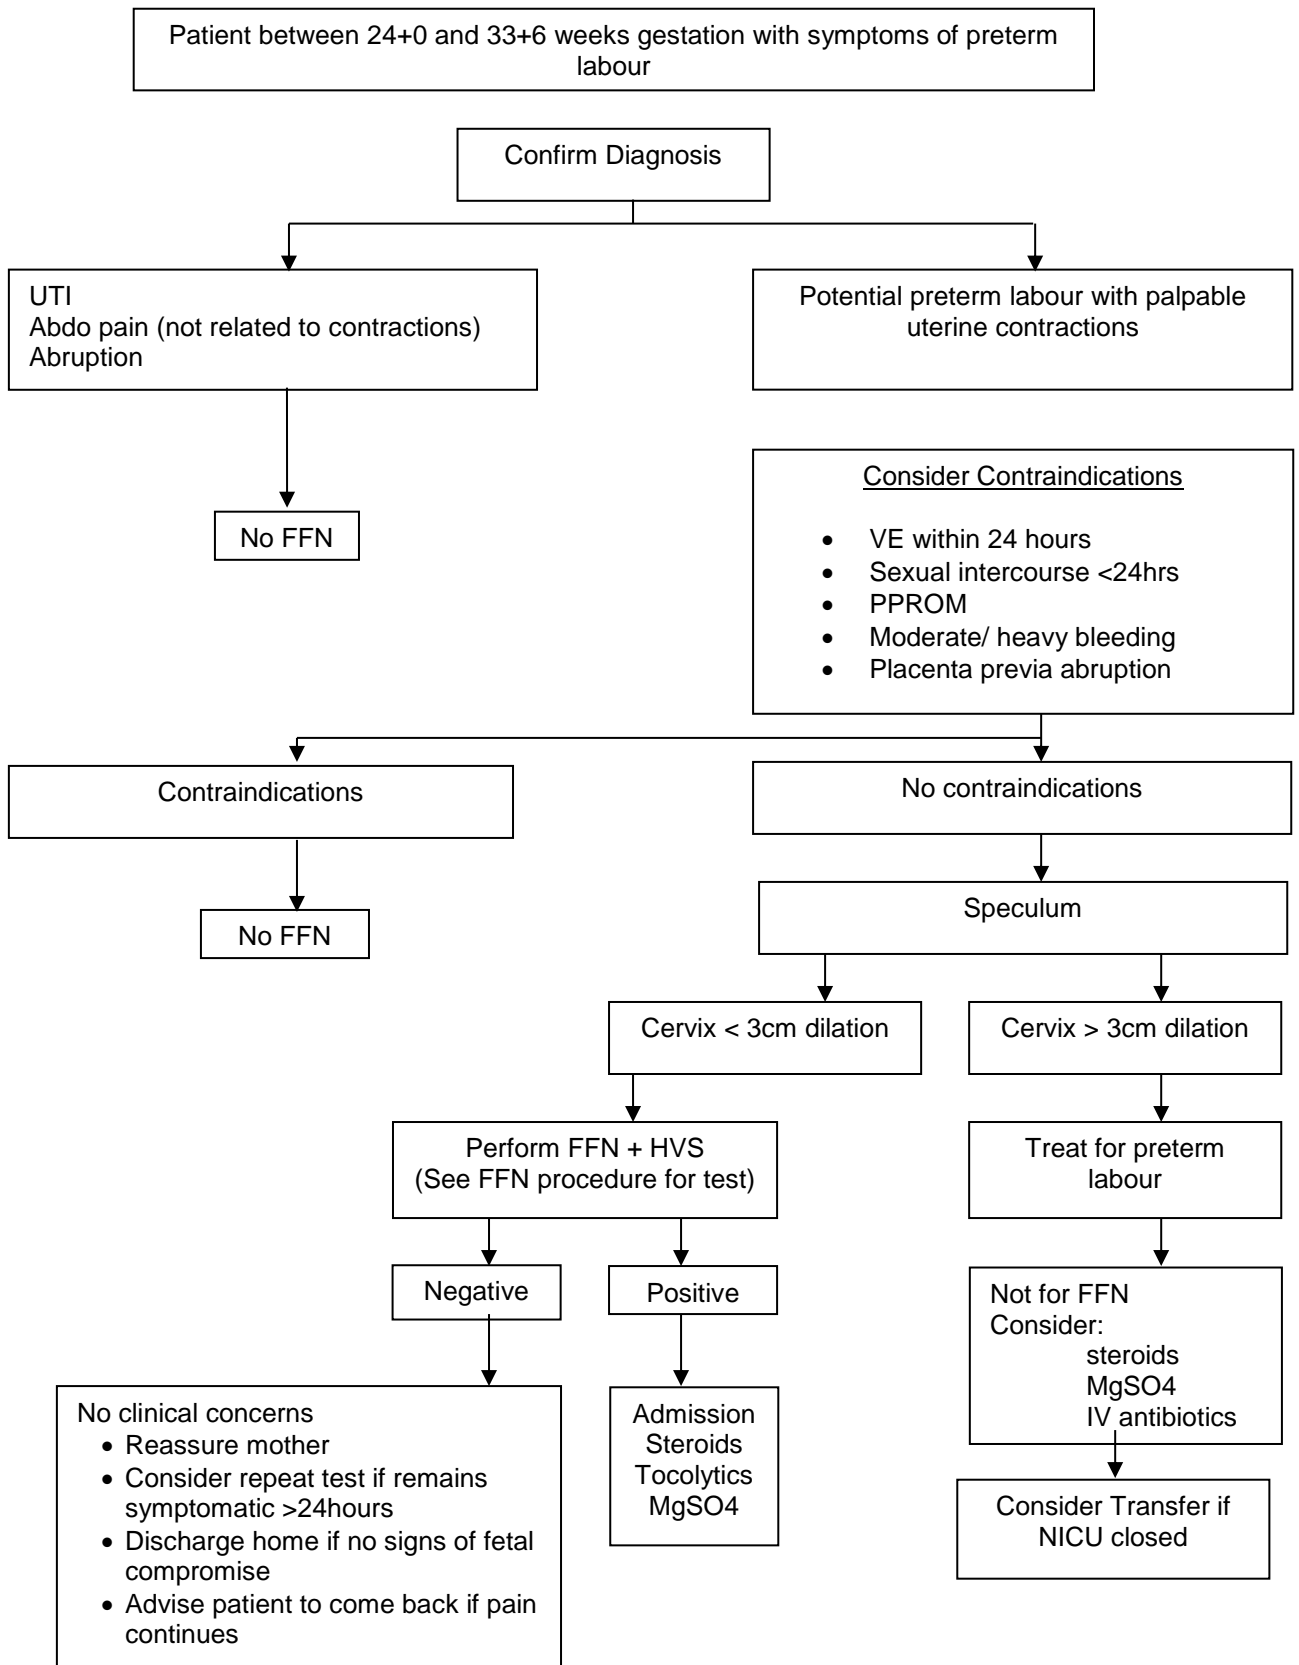 Patient between 24+0 and 33+6 weeks gestation with symptoms of preterm
labour
Confirm Diagnosis
UTI
Abdo pain (not related to contractions)
Abruption
Potential preterm labour with palpable
uterine contractions
No FFN
Consider Contraindications
• VE within 24 hours
• Sexual intercourse <24hrs
• PPROM
• Moderate/ heavy bleeding
• Placenta previa abruption
Contraindications
No contraindications
No FFN
Speculum
Cervix < 3cm dilation
Cervix > 3cm dilation
Perform FFN + HVS
(See FFN procedure for test)
Treat for preterm
labour
Negative
Positive
Not for FFN
Consider:
steroids
MgSO4
IV antibiotics
No clinical concerns
• Reassure mother
• Consider repeat test if remains
symptomatic >24hours
• Discharge home if no signs of fetal
compromise
• Advise patient to come back if pain
continues
Admission
Steroids
Tocolytics
MgSO4
Consider Transfer if
NICU closed